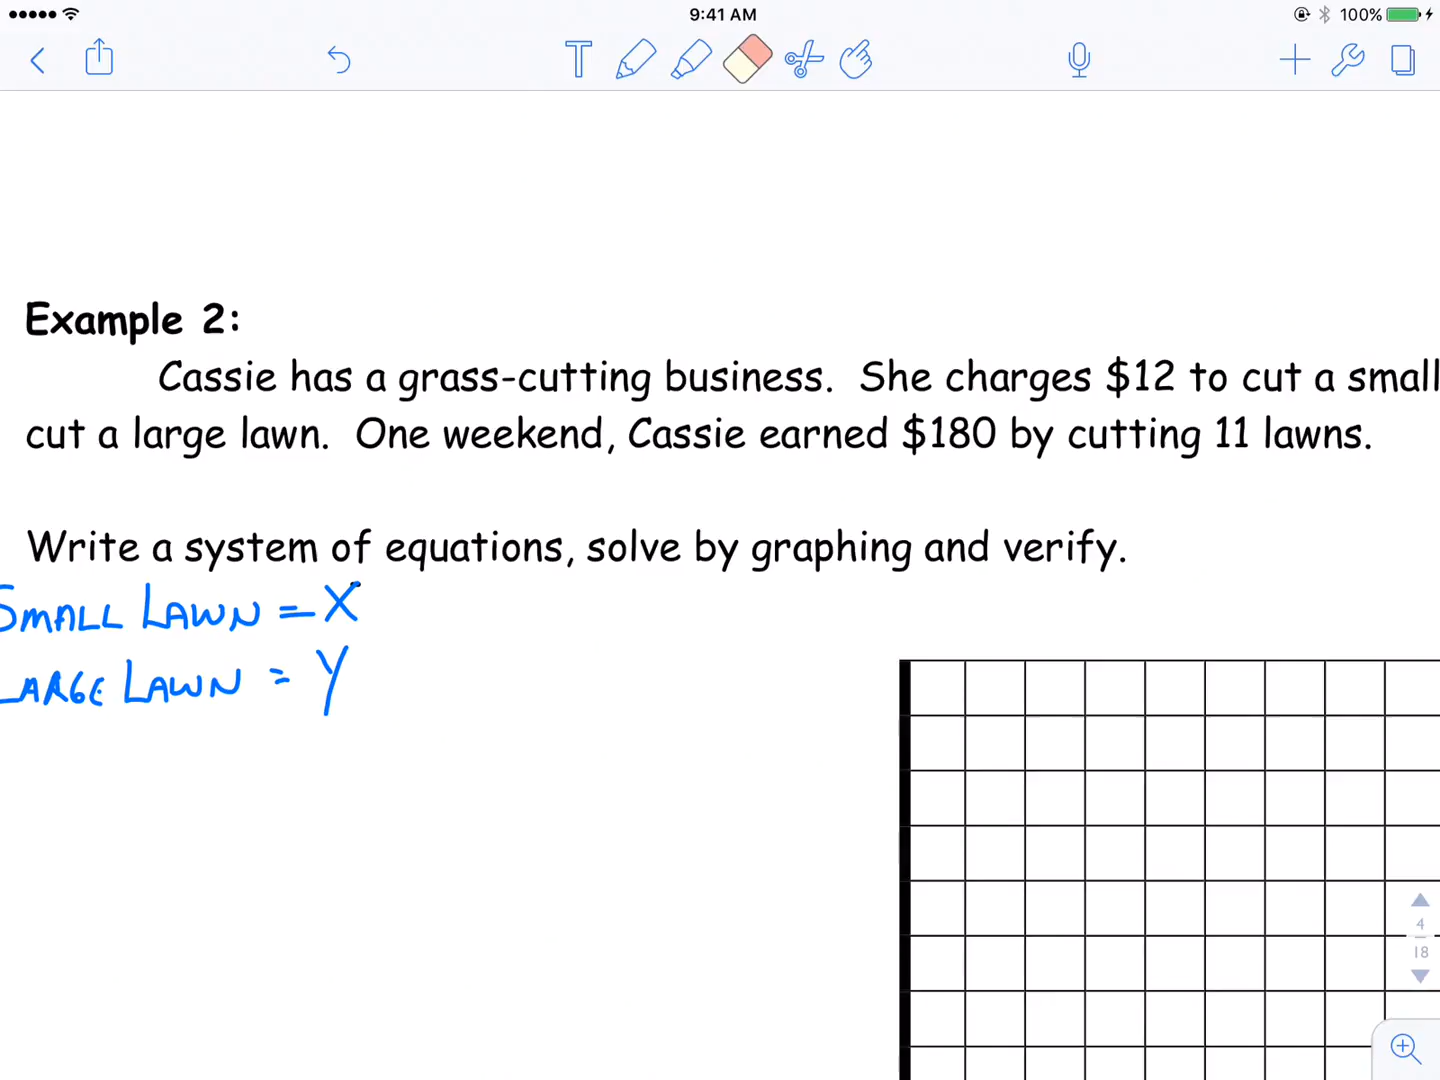 9:41 AM
100%
T
Example 2:
Cassie has a grass-cutting business. She charges $12 to cut a small
cut a large lawn. One weekend, Cassie earned $180 by cutting 11 lawns.
Write a system of equations, solve by graphing and verify.
SMALL LAWN = X
LARGE LAWN = Y
4
18